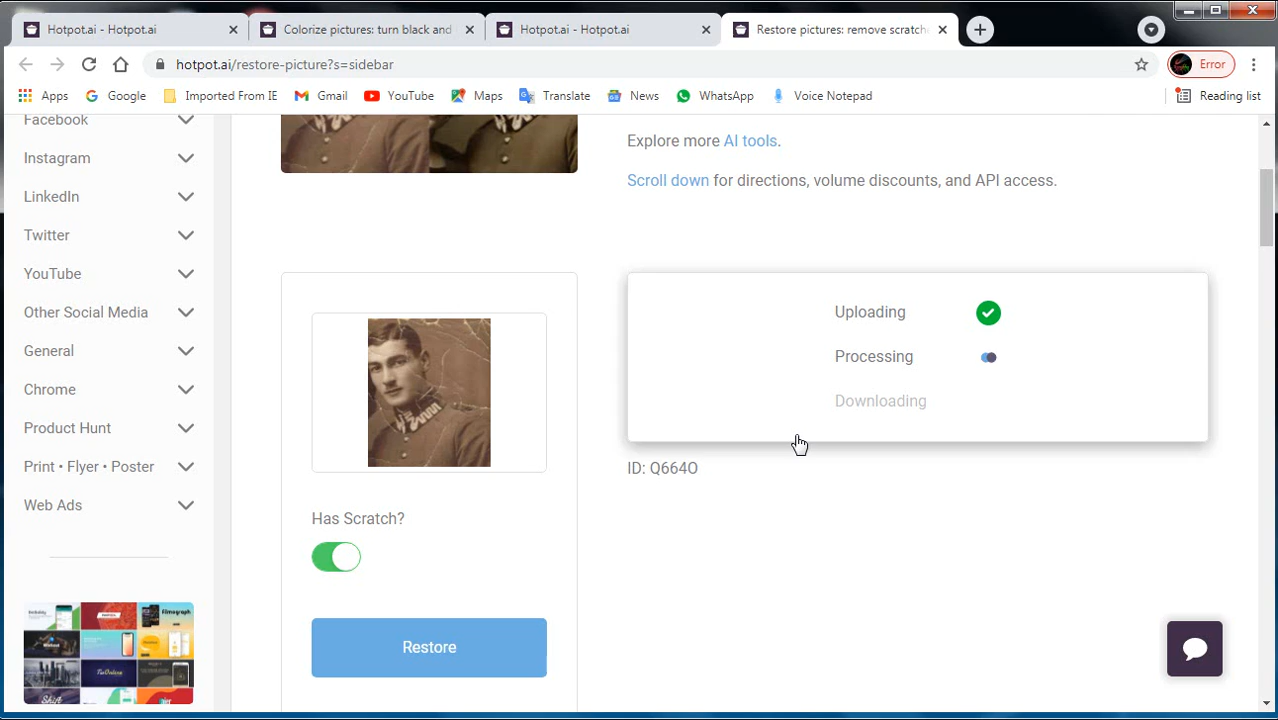 Hotpot.ai - Hotpot.ai
Colorize pictures: turn black and
Hotpot.ai - Hotpot.ai
Restore pictures: remove scratche
hotpot.ai/restore-picture?s=sidebar
Error
Apps
Google
Imported From IE
Gmail
YouTube
Maps
Translate
News
WhatsApp
Voice Notepad
Reading list
Facebook
Instagram
LinkedIn
Twitter
YouTube
Other Social Media
General
Chrome
Product Hunt
Print • Flyer • Poster
Web Ads
Explore more AI tools.
Scroll down for directions, volume discounts, and API access.
Has Scratch?
Restore
Uploading
Processing
Downloading
ID: Q664O